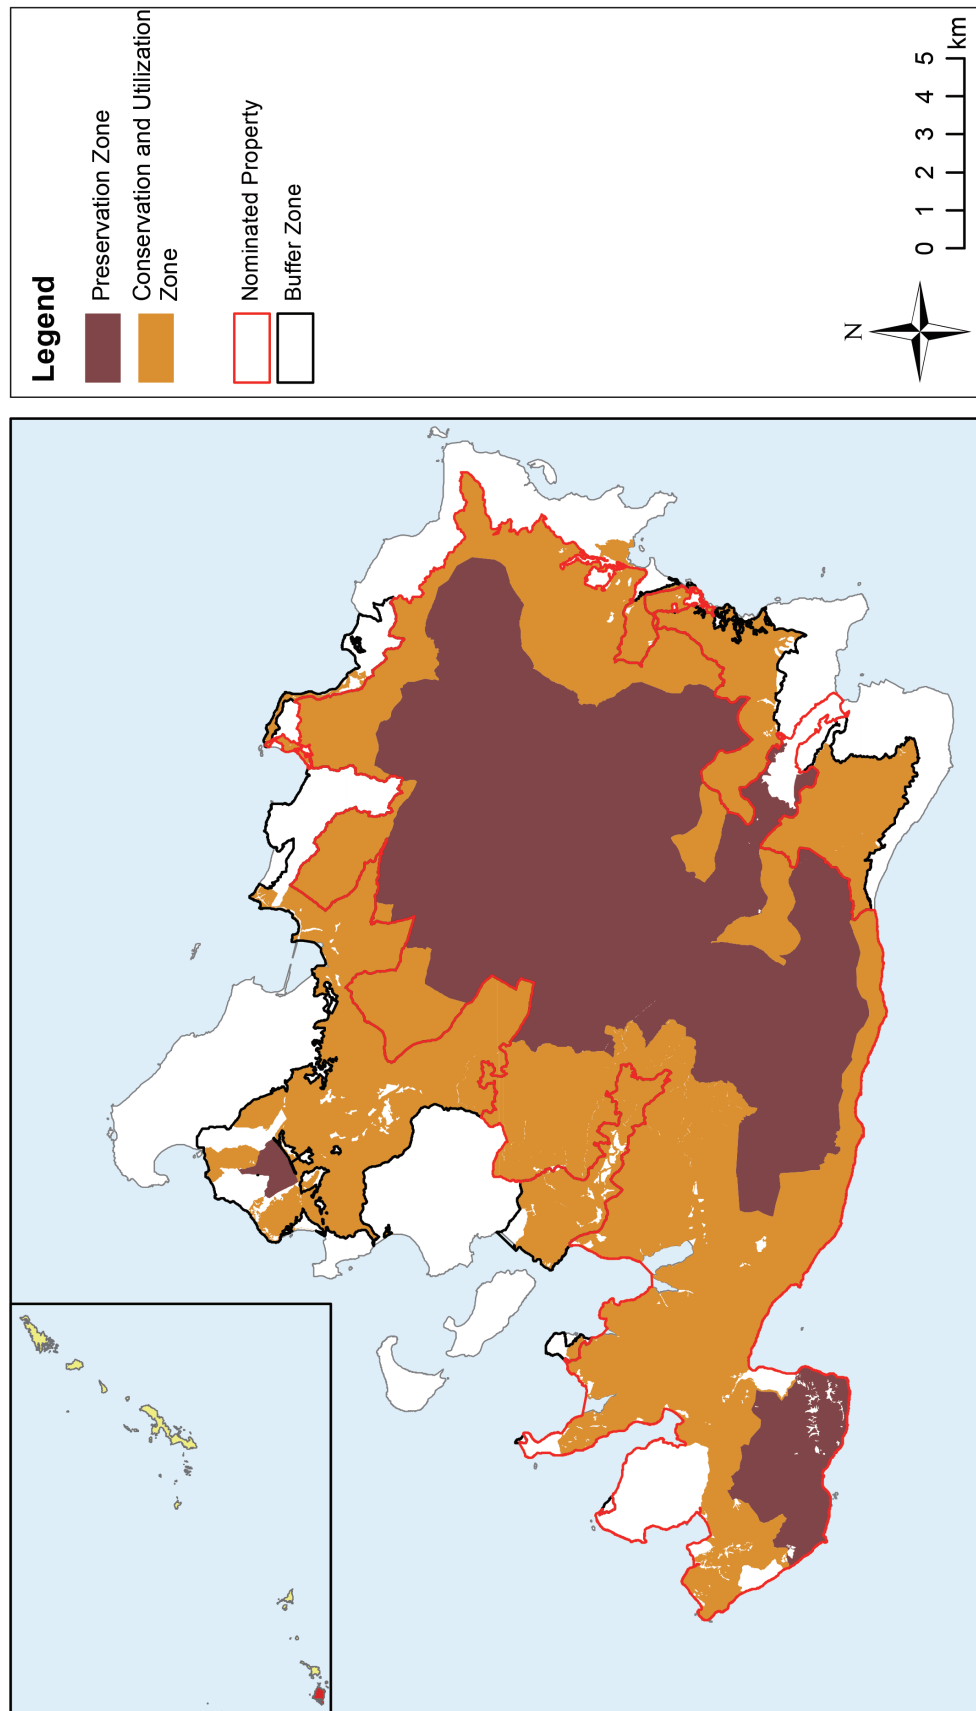 Legend
Preservation Zone
Conservation and Utilization
Zone
Nominated Property
Buffer Zone
N
0 1 2 3 4 5
km